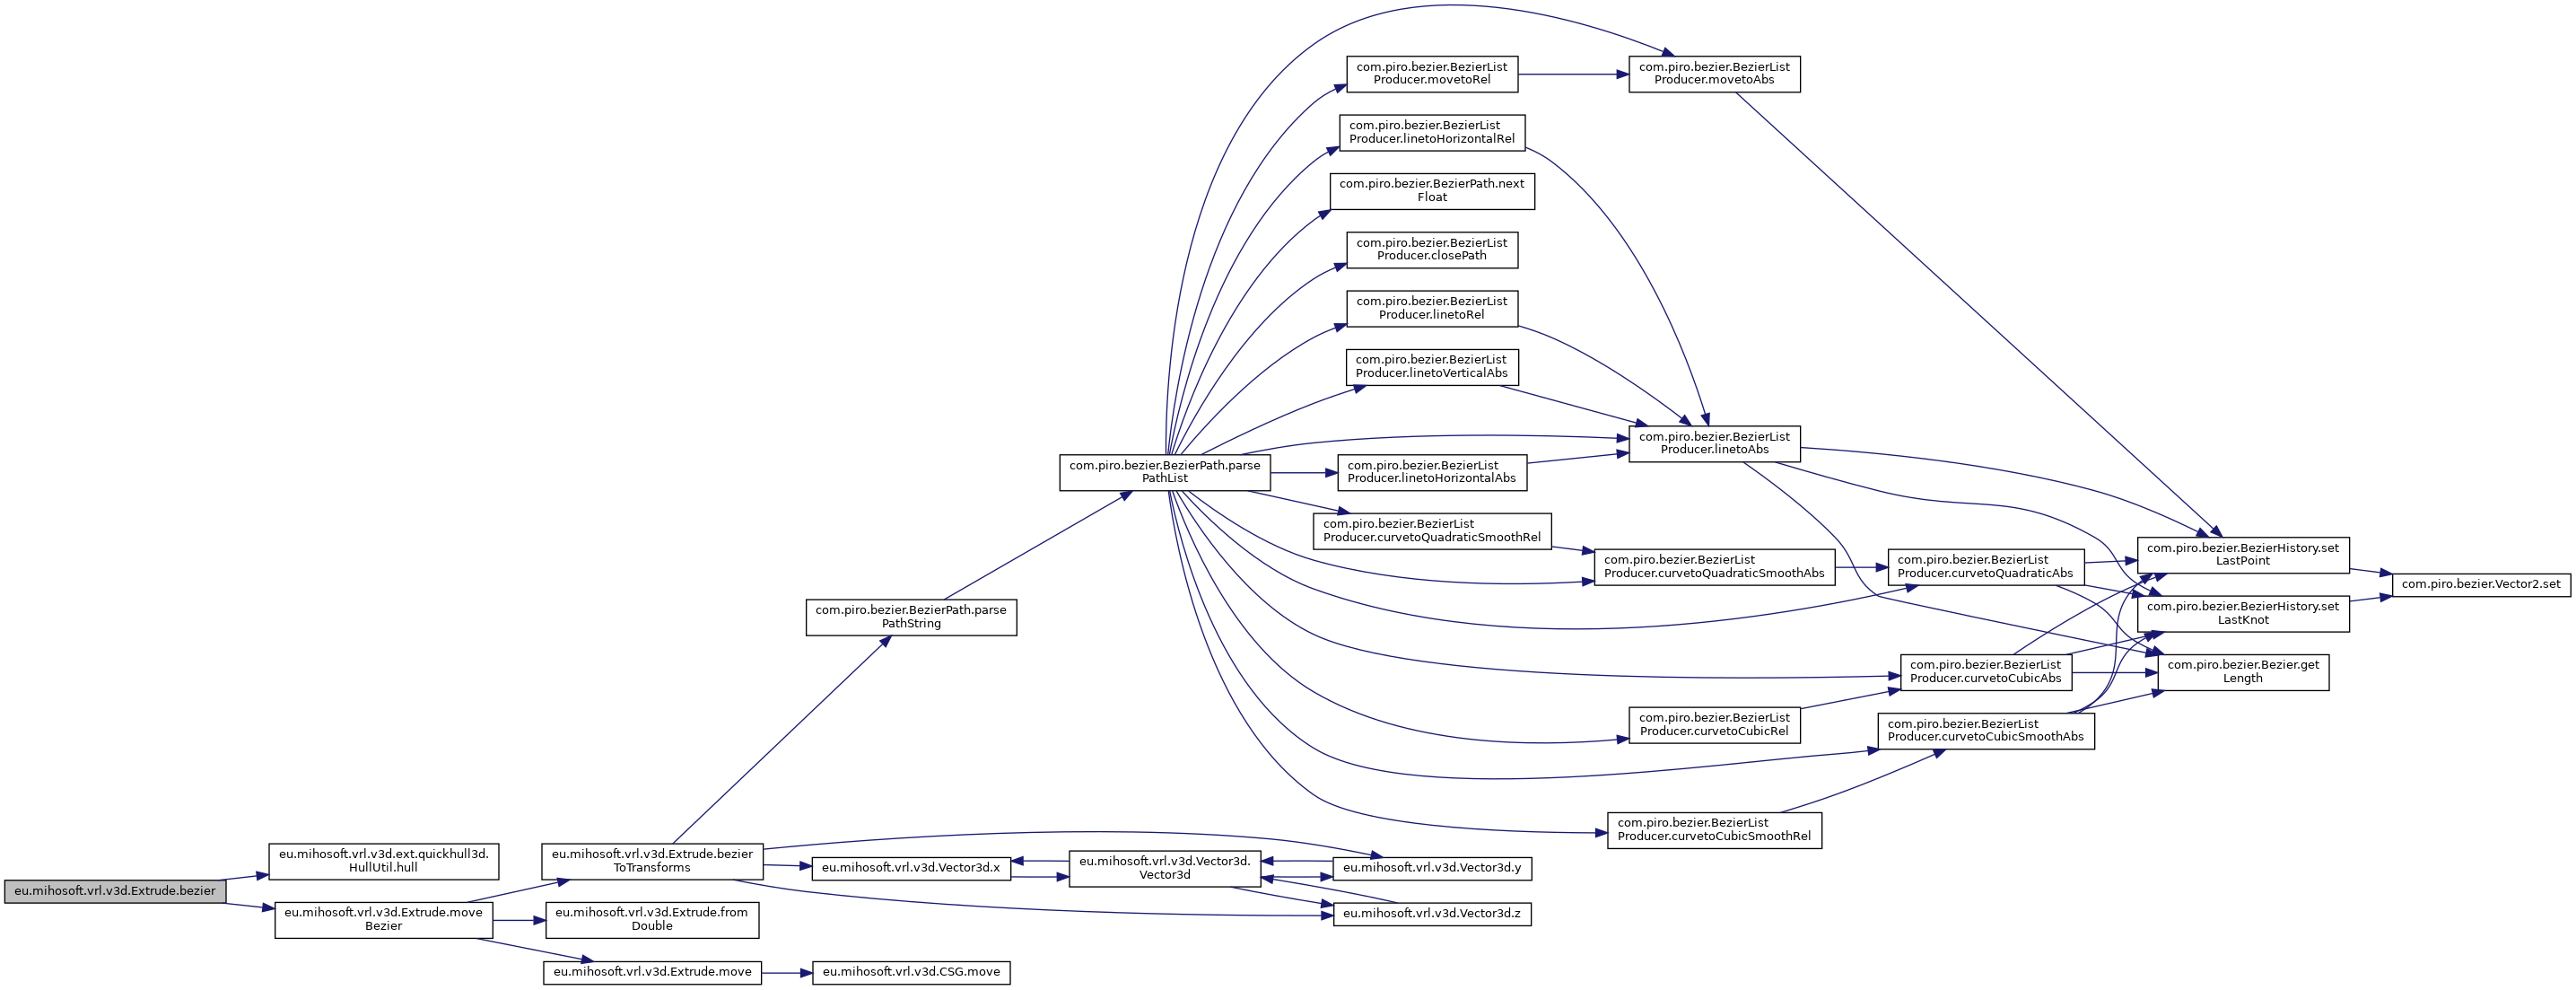 eu.mihosoft.vrl.v3d.Extrude.bezier
eu.mihosoft.vrl.v3d.ext.quickhull3d.
HullUtil.hull
eu.mihosoft.vrl.v3d.Extrude.move
Bezier
eu.mihosoft.vrl.v3d.Extrude.bezier
ToTransforms
eu.mihosoft.vrl.v3d.Extrude.from
Double
eu.mihosoft.vrl.v3d.Extrude.move
eu.mihosoft.vrl.v3d.CSG.move
com.piro.bezier.BezierPath.parse
PathString
eu.mihosoft.vrl.v3d.Vector3d.x
eu.mihosoft.vrl.v3d.Vector3d.
Vector3d
eu.mihosoft.vrl.v3d.Vector3d.y
eu.mihosoft.vrl.v3d.Vector3d.z
com.piro.bezier.BezierPath.parse
PathList
com.piro.bezier.BezierList
Producer.movetoRel
com.piro.bezier.BezierList
Producer.movetoAbs
com.piro.bezier.BezierList
Producer.linetoHorizontalRel
com.piro.bezier.BezierPath.next
Float
com.piro.bezier.BezierList
Producer.closePath
com.piro.bezier.BezierList
Producer.linetoRel
com.piro.bezier.BezierList
Producer.linetoVerticalAbs
com.piro.bezier.BezierList
Producer.linetoAbs
com.piro.bezier.BezierList
Producer.linetoHorizontalAbs
com.piro.bezier.BezierList
Producer.curvetoQuadraticSmoothRel
com.piro.bezier.BezierList
Producer.curvetoQuadraticSmoothAbs
com.piro.bezier.BezierList
Producer.curvetoQuadraticAbs
com.piro.bezier.BezierList
Producer.curvetoCubicAbs
com.piro.bezier.BezierList
Producer.curvetoCubicRel
com.piro.bezier.BezierList
Producer.curvetoCubicSmoothAbs
com.piro.bezier.BezierList
Producer.curvetoCubicSmoothRel
com.piro.bezier.BezierHistory.set
LastPoint
com.piro.bezier.BezierHistory.set
LastKnot
com.piro.bezier.Bezier.get
Length
com.piro.bezier.Vector2.set